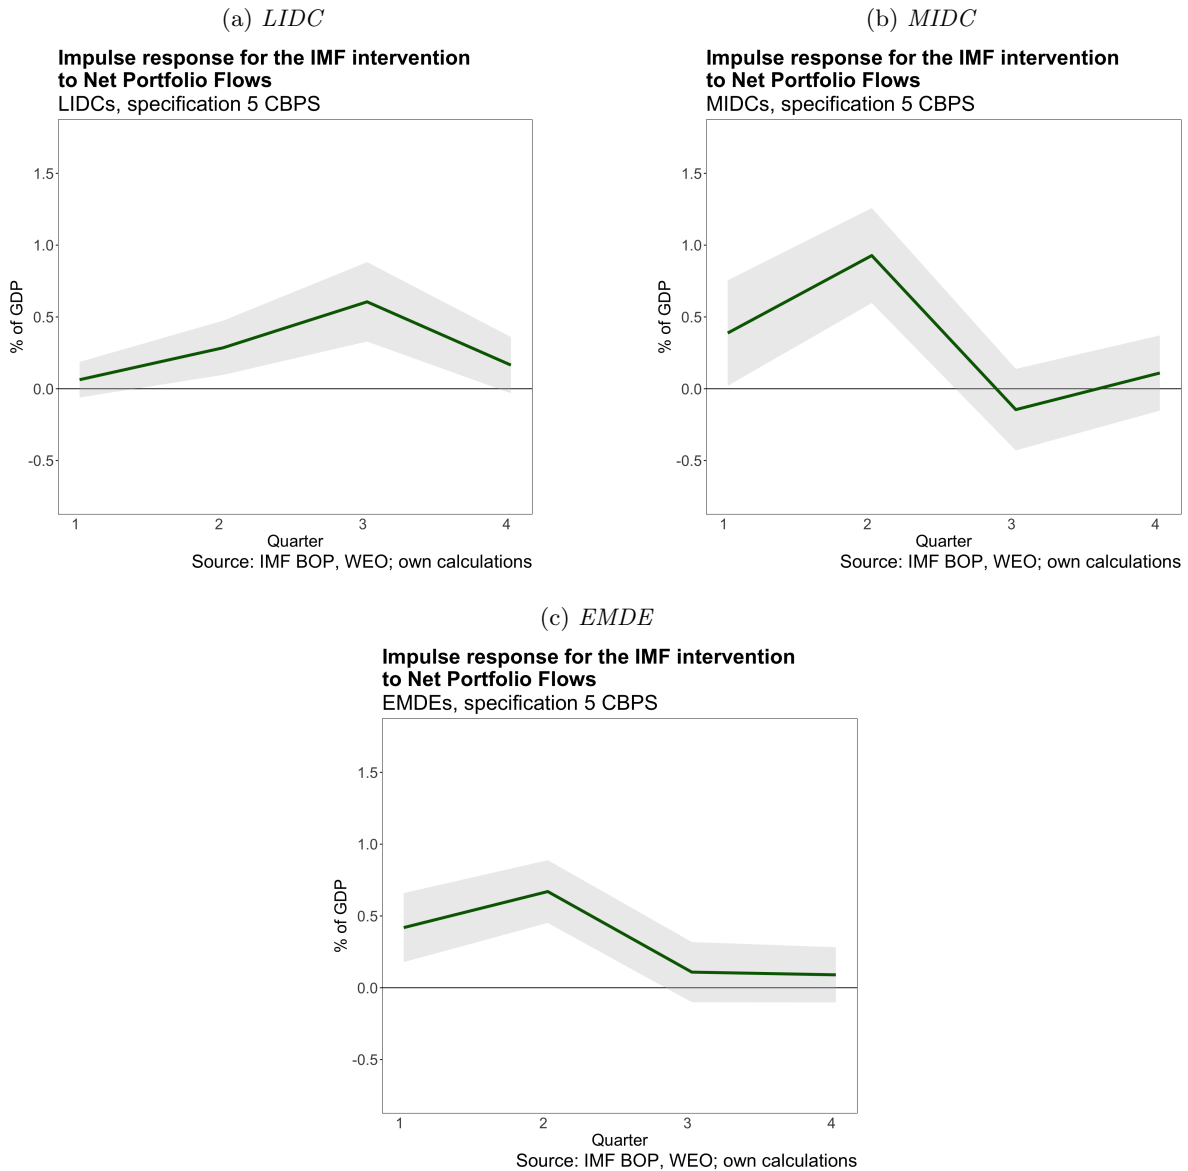 (a) LIDC
Impulse response for the IMF intervention
to Net Portfolio Flows
LIDCs, specification 5 CBPS
% of GDP
1.5
1.0
0.5
0.0
-0.5
1 2 3 4
Quarter
Source: IMF BOP, WEO; own calculations
(b) MIDC
Impulse response for the IMF intervention
to Net Portfolio Flows
MIDCs, specification 5 CBPS
% of GDP
1.5
1.0
0.5
0.0
-0.5
1 2 3 4
Quarter
Source: IMF BOP, WEO; own calculations
(c) EMDE
Impulse response for the IMF intervention
to Net Portfolio Flows
EMDEs, specification 5 CBPS
% of GDP
1.5
1.0
0.5
0.0
-0.5
1 2 3 4
Quarter
Source: IMF BOP, WEO; own calculations